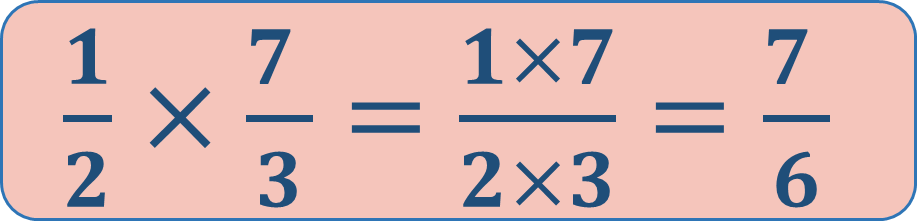 1/2 × 7/3 = 1×7/2×3 = 7/6